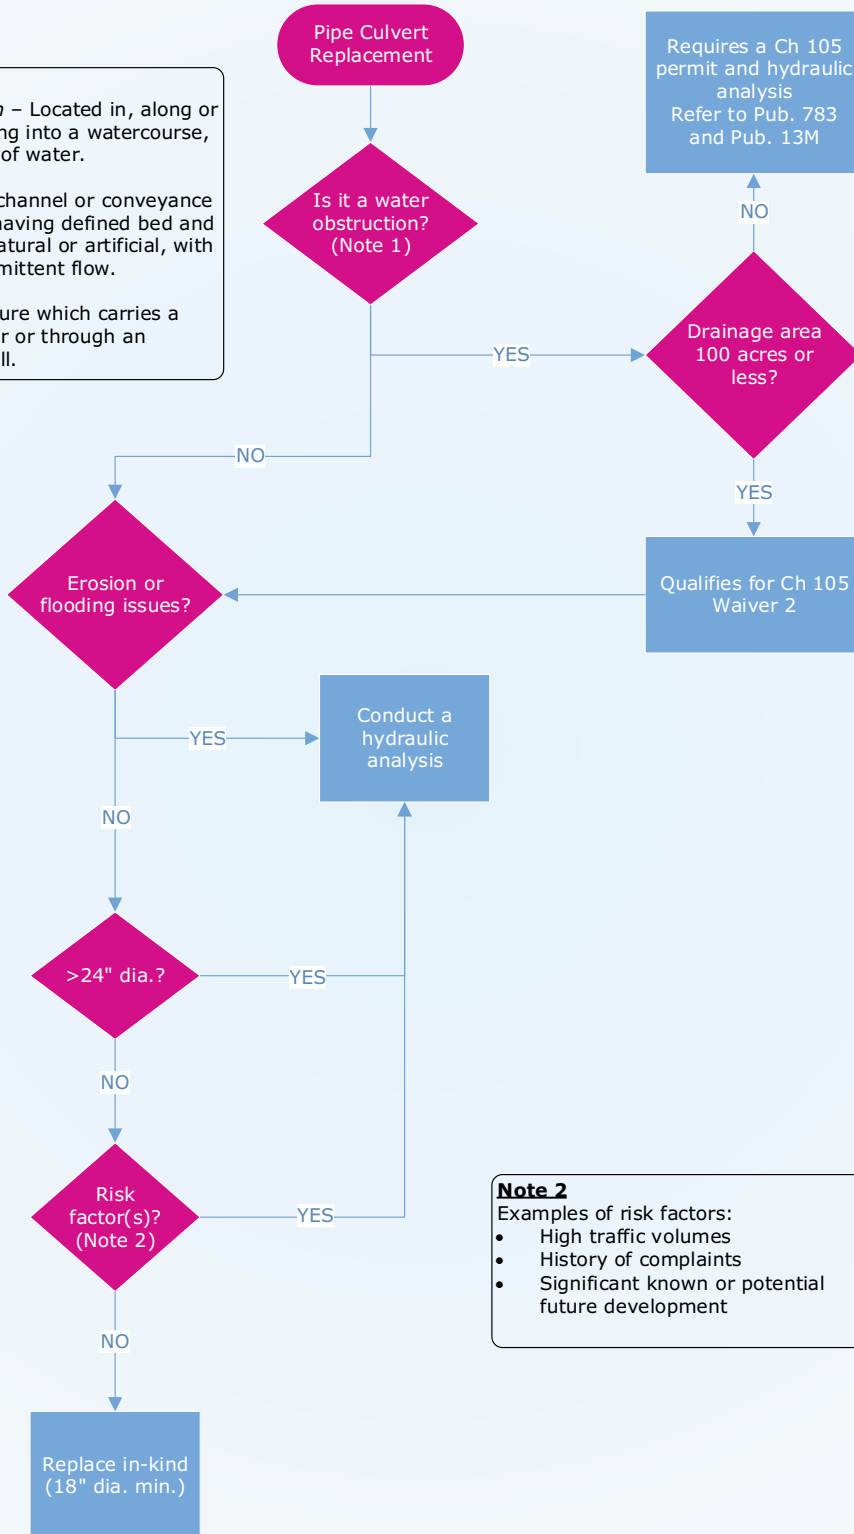 Pipe Culvert
Replacement
Requires a Ch 105
permit and hydraulic
analysis
Refer to Pub. 783
and Pub. 13M
– Located in, along or
into a watercourse,
of water.
channel or conveyance
having defined bed and
or artificial, with
flow.
which carries a
or through an
Is it a water
obstruction?
(Note 1)
NO
Drainage area
100 acres or
less?
YES
NO
YES
Erosion or
flooding issues?
Qualifies for Ch 105
Waiver 2
Conduct a
hydraulic
analysis
YES
NO
>24" dia.?
YES
NO
Risk
factor(s)?
(Note 2)
YES
Note 2
Examples of risk factors:
• High traffic volumes
• History of complaints
• Significant known or potential
future development
NO
Replace in-kind
(18" dia. min.)